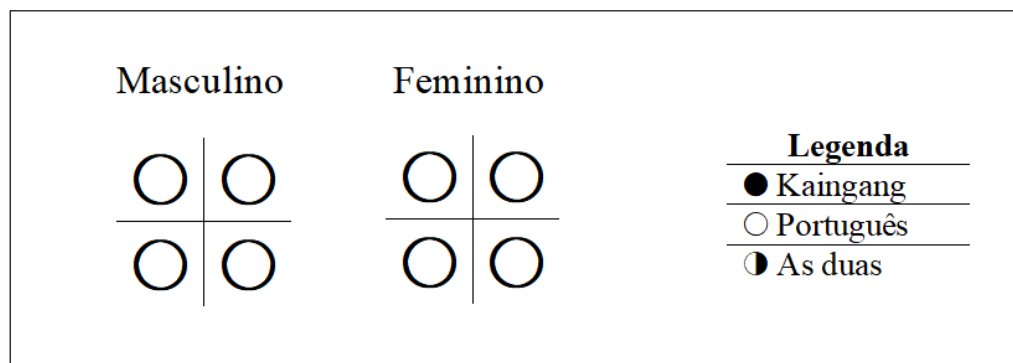 Masculino
Feminino
Legenda
Kaingang
Português
As duas